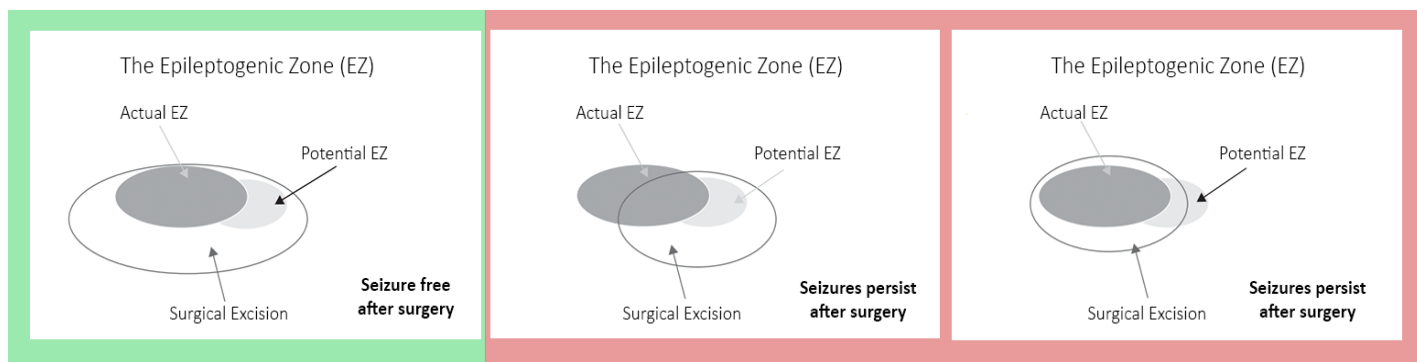 The Epileptogenic Zone (EZ)
Actual EZ
Potential EZ
Seizure free
after surgery
Surgical Excision
The Epileptogenic Zone (EZ)
Actual EZ
Potential EZ
Seizures persist
after surgery
Surgical Excision
The Epileptogenic Zone (EZ)
Actual EZ
Potential EZ
Seizures persist
after surgery
Surgical Excision